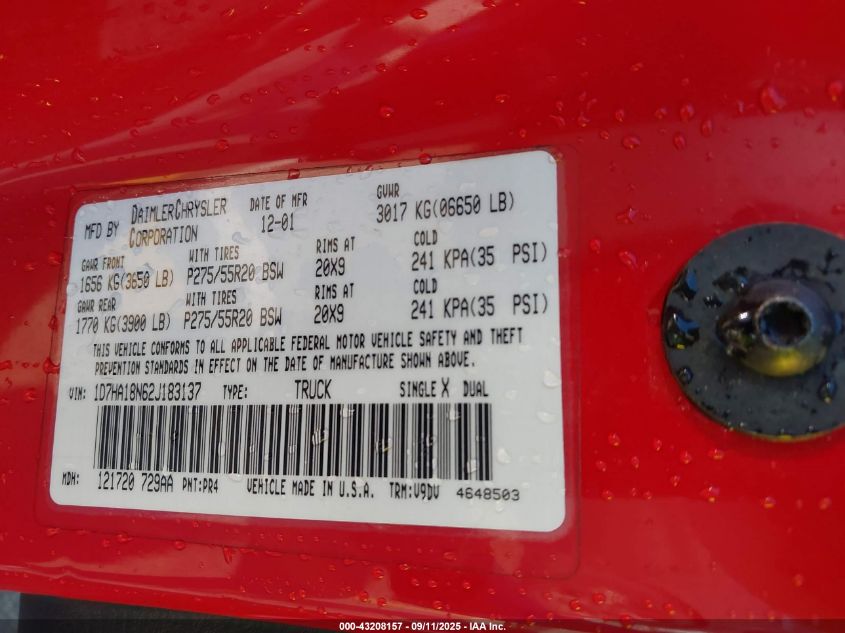 MFD BY DAIMLERCHRYSLER CORPORATION DATE OF MFR 12-01 GVWR 3017 KG(06650 LB)
GAWR FRONT WITH TIRES RIMS AT COLD
1656 KG(3650 LB) P275/55R20 BSW 20X9 241 KPA(35 PSI)
GAWR REAR WITH TIRES RIMS AT COLD
1770 KG(3900 LB) P275/55R20 BSW 20X9 241 KPA(35 PSI)
THIS VEHICLE CONFORMS TO ALL APPLICABLE FEDERAL MOTOR VEHICLE SAFETY AND THEFT
PREVENTION STANDARDS IN EFFECT ON THE DATE OF MANUFACTURE SHOWN ABOVE.
VIN: 1D7HA18N62J183137 TYPE: TRUCK SINGLE X DUAL
MDH: 121720 729AA PNT:PR4 VEHICLE MADE IN U.S.A. TRM:V9DV 4648503
000-43208157 - 09/11/2025 - IAA Inc.